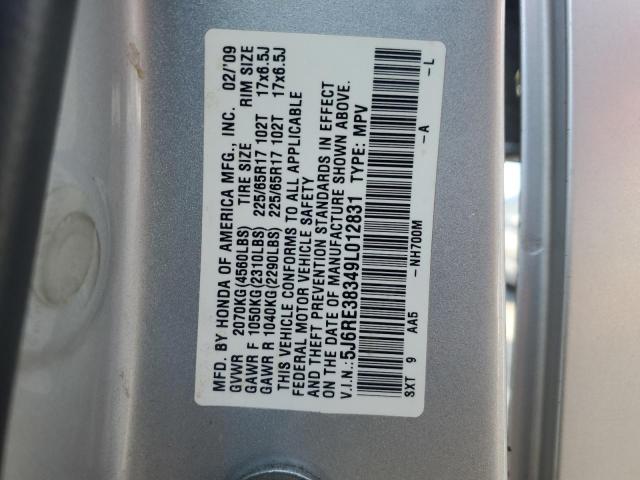 MFD. BY HONDA OF AMERICA MFG., INC. 02/'09
GVWR 2070KG(4560LBS) TIRE SIZE RIM SIZE
GAWR F 1050KG(2310LBS) 225/65R17 102T 17x6.5J
GAWR R 1040KG(2290LBS) 225/65R17 102T 17x6.5J
THIS VEHICLE CONFORMS TO ALL APPLICABLE
FEDERAL MOTOR VEHICLE SAFETY
AND THEFT PREVENTION STANDARDS IN EFFECT
ON THE DATE OF MANUFACTURE SHOWN ABOVE.
V.I.N.: 5J6RE38349L012831 TYPE: MPV
SXT 9 AA5 -NH700M -A -L